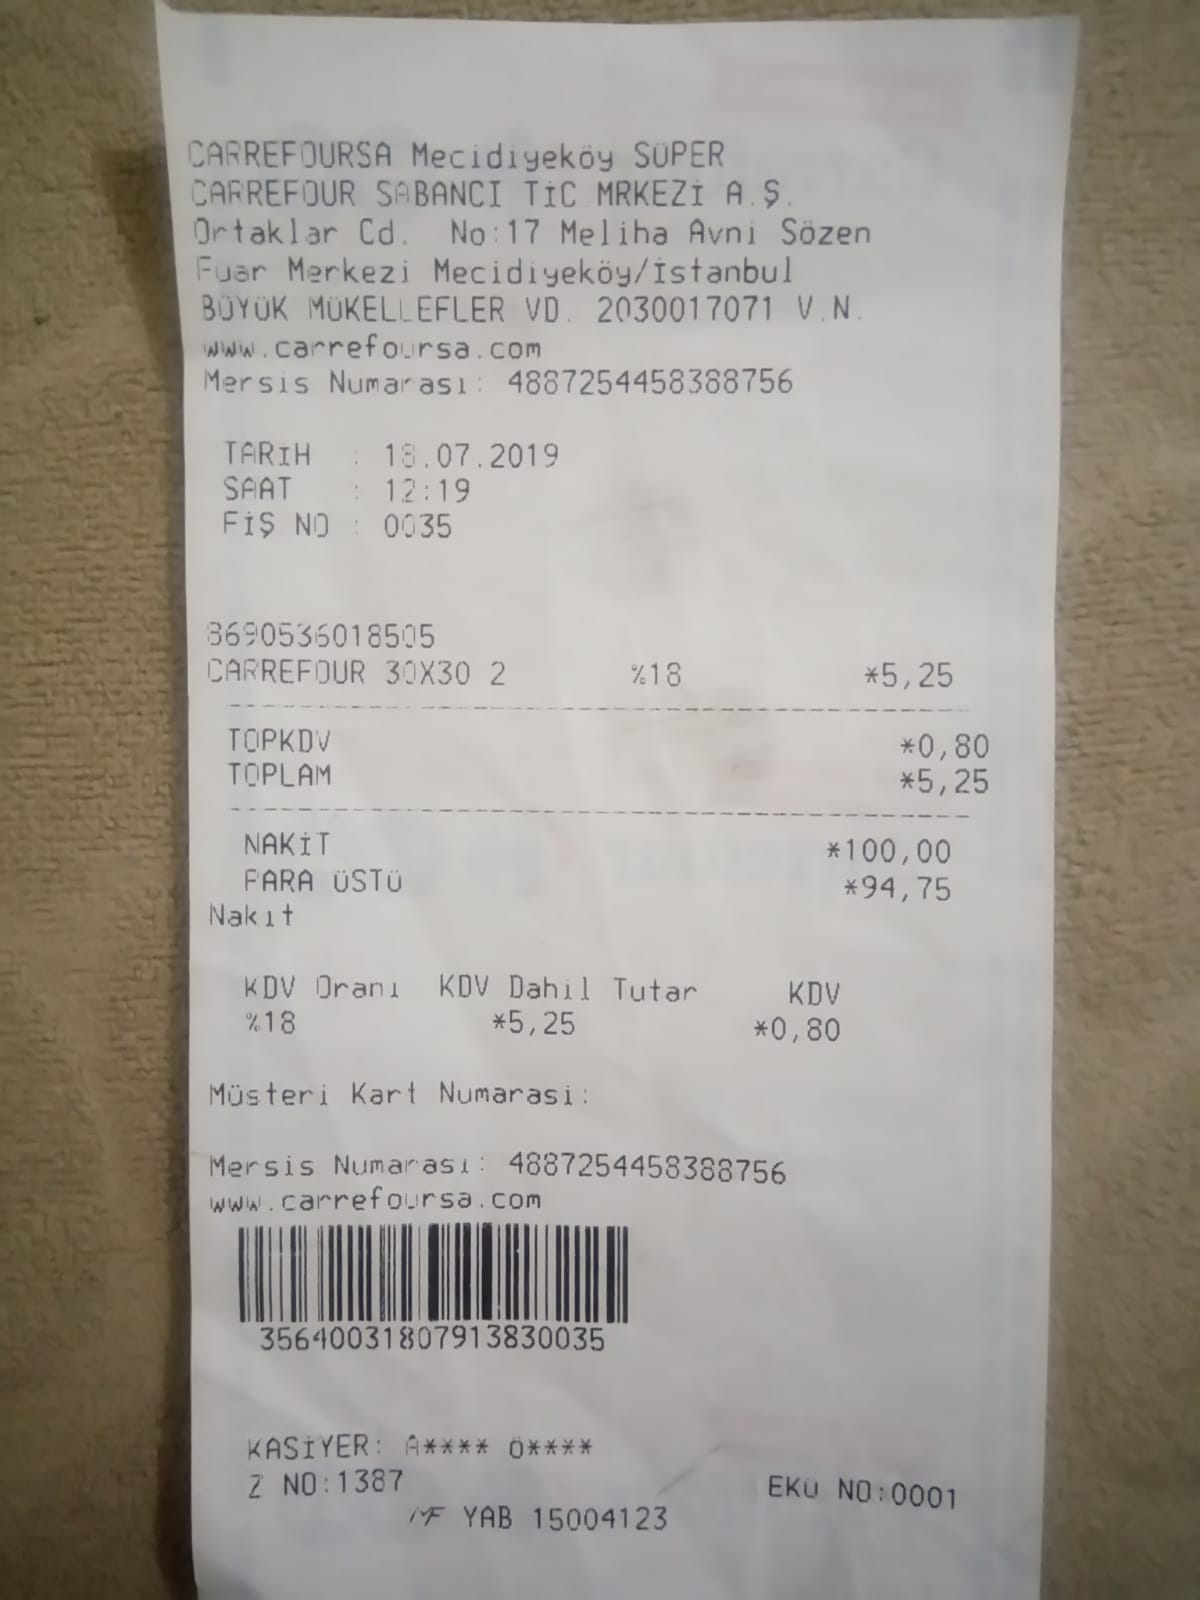 CARREFOURSA Mecidiyeköy SÜPER
CARREFOUR SABANCI TİC MRKEZİ A.Ş.
Ortaklar Cd. No:17 Meliha Avni Sözen
Fuar Merkezi Mecidiyeköy/İstanbul
BÜYÜK MÜKELLEFLER VD. 2030017071 V.N.
www.carrefoursa.com
Mersis Numarası: 4887254458388756
TARİH : 18.07.2019
SAAT : 12:19
FİŞ NO : 0035
8690536018505
CARREFOUR 30X30 2 %18 *5,25
TOPKDV *0,80
TOPLAM *5,25
NAKİT *100,00
PARA ÜSTÜ *94,75
Nakıt
KDV Oranı KDV Dahil Tutar KDV
%18 *5,25 *0,80
Müsteri Kart Numarasi:
Mersis Numarası: 4887254458388756
www.carrefoursa.com
35640031807913830035
KASİYER: A**** Ö****
Z NO:1387 EKÜ NO:0001
MF YAB 15004123